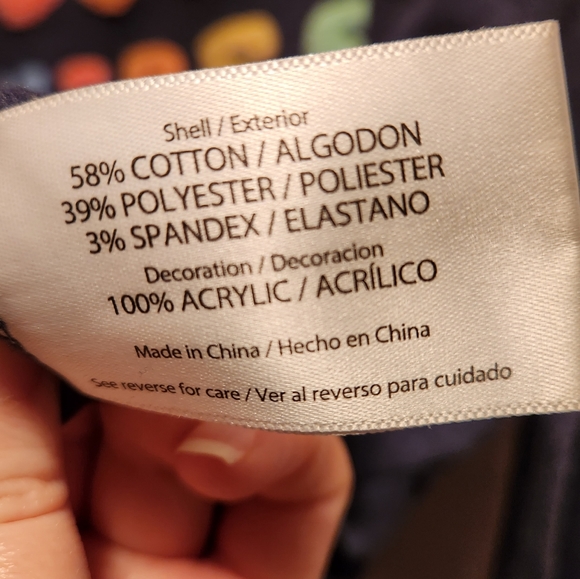 Shell / Exterior
58% COTTON / ALGODON
39% POLYESTER / POLIESTER
3% SPANDEX / ELASTANO
Decoration / Decoracion
100% ACRYLIC / ACRÍLICO
Made in China / Hecho en China
See reverse for care / Ver al reverso para cuidado